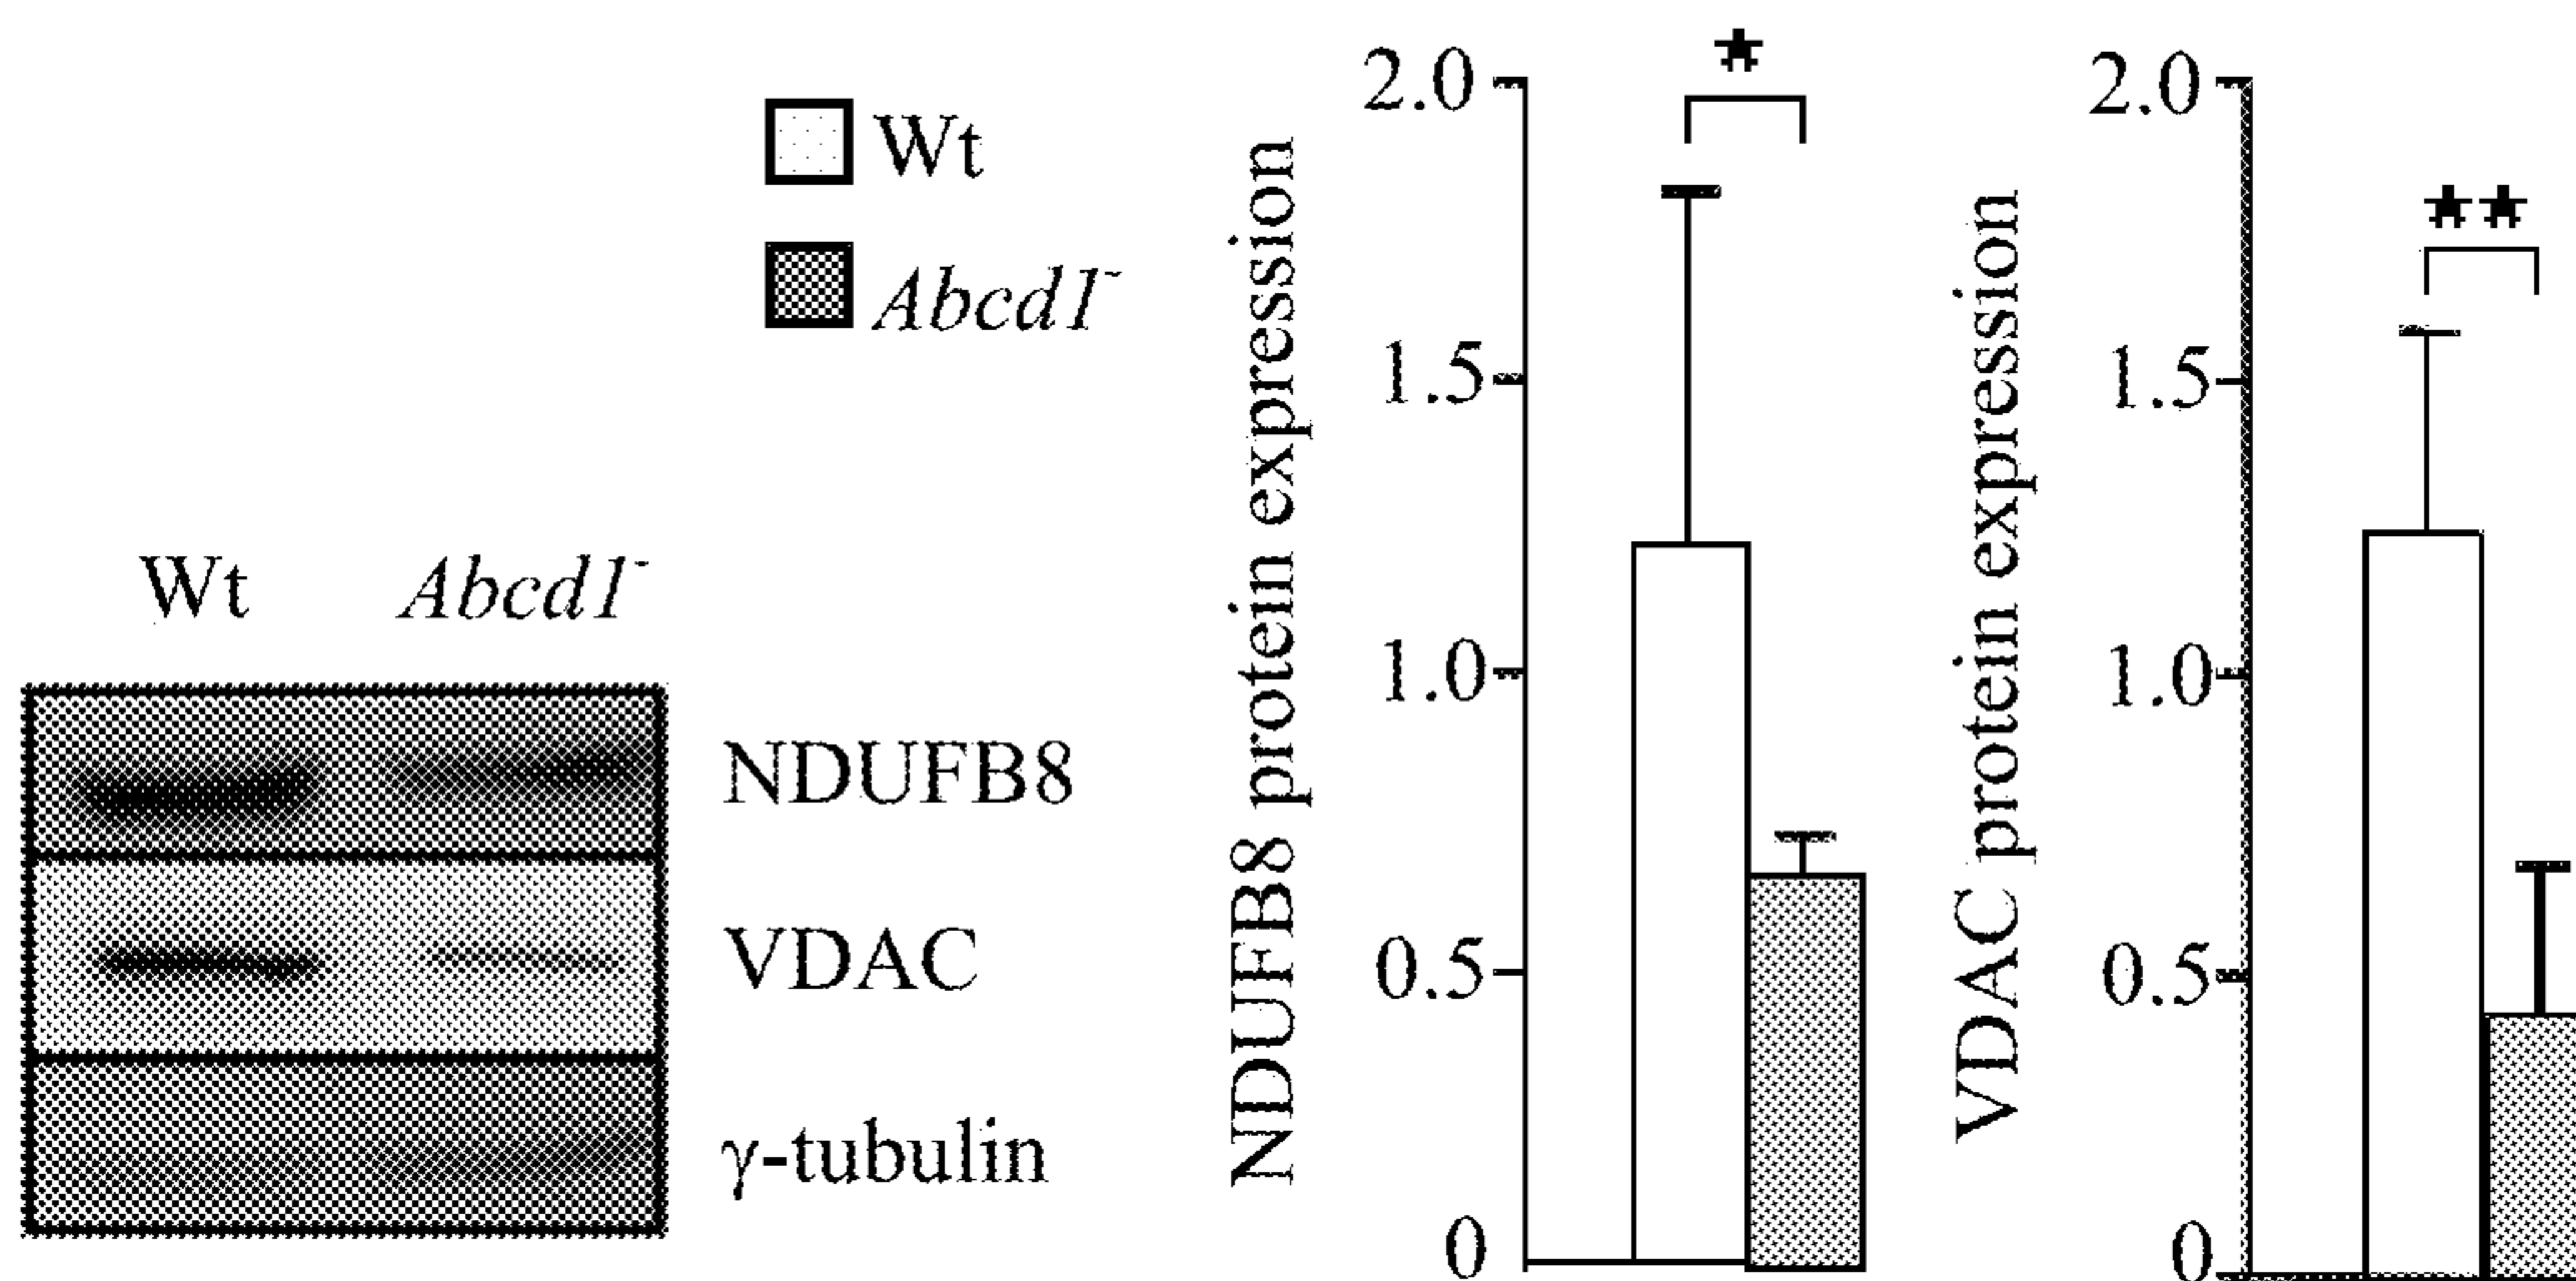 Wt
Abcd1⁻
Wt Abcd1⁻
NDUFB8
VDAC
γ-tubulin
NDUFB8 protein expression
2.0
1.5
1.0
0.5
0
*
VDAC protein expression
2.0
1.5
1.0
0.5
0
**